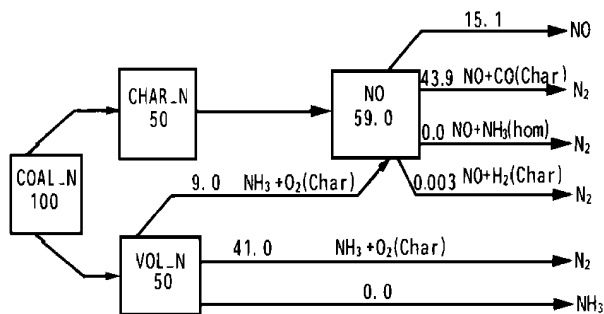 15. 1
NO
43.9 NO+CO(Char)
N₂
CHAR_N
50
NO
59. 0
0.0 NO+NH₃(hom)
N₂
COAL_N
100
9. 0 NH₃+O₂(Char)
0.003 NO+H₂(Char)
N₂
VOL_N
50
41. 0 NH₃+O₂(Char)
N₂
0. 0
NH₃